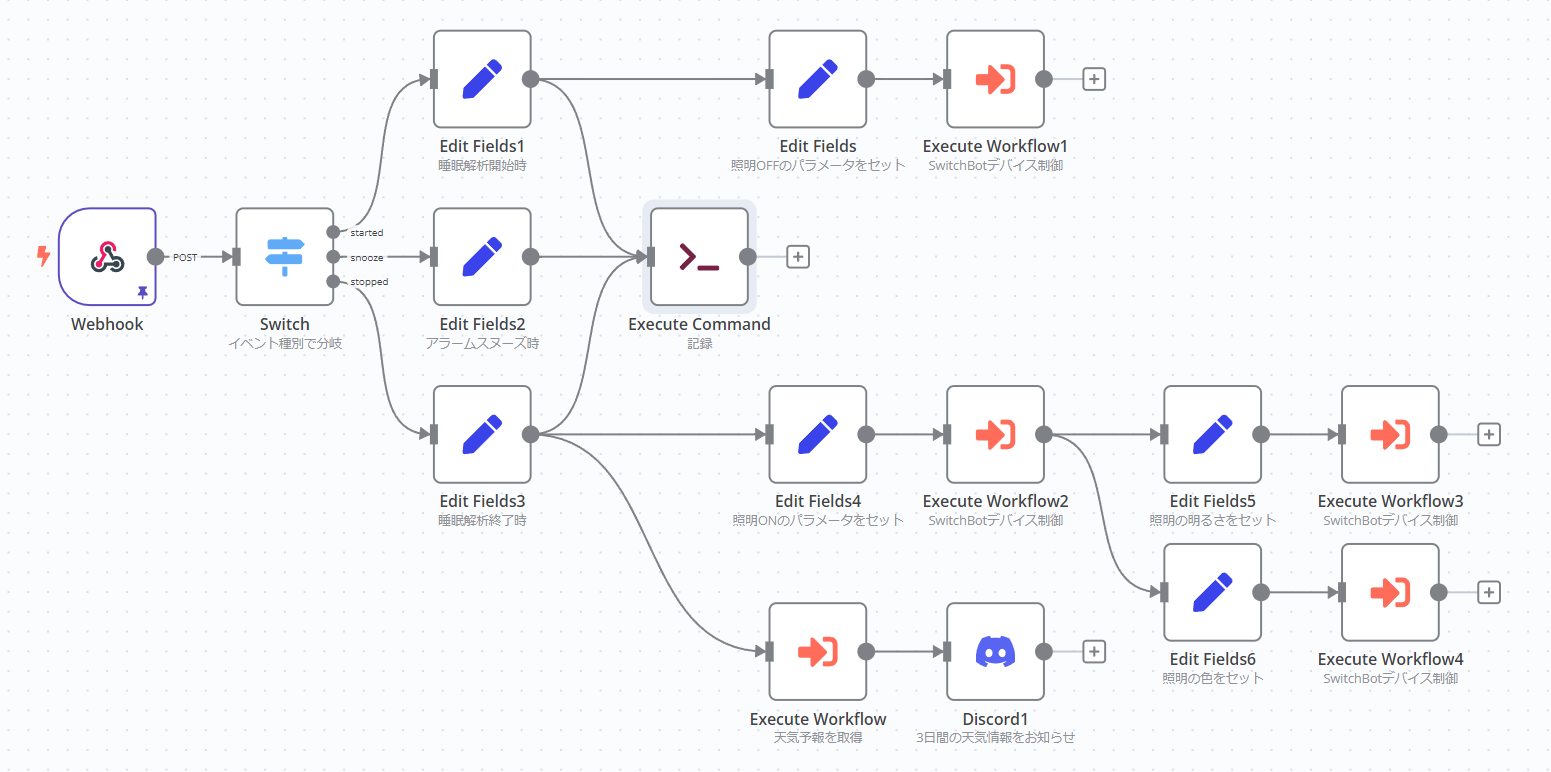 Edit Fields1
睡眠解析開始時
Edit Fields
照明OFFのパラメータをセット
Execute Workflow1
SwitchBotデバイス制御
POST
started
snooze
stopped
Webhook
Switch
イベント種別で分岐
Edit Fields2
アラームスヌーズ時
Execute Command
記録
Edit Fields3
睡眠解析終了時
Edit Fields4
照明ONのパラメータをセット
Execute Workflow2
SwitchBotデバイス制御
Edit Fields5
照明の明るさをセット
Execute Workflow3
SwitchBotデバイス制御
Edit Fields6
照明の色をセット
Execute Workflow4
SwitchBotデバイス制御
Execute Workflow
天気予報を取得
Discord1
3日間の天気情報をお知らせ